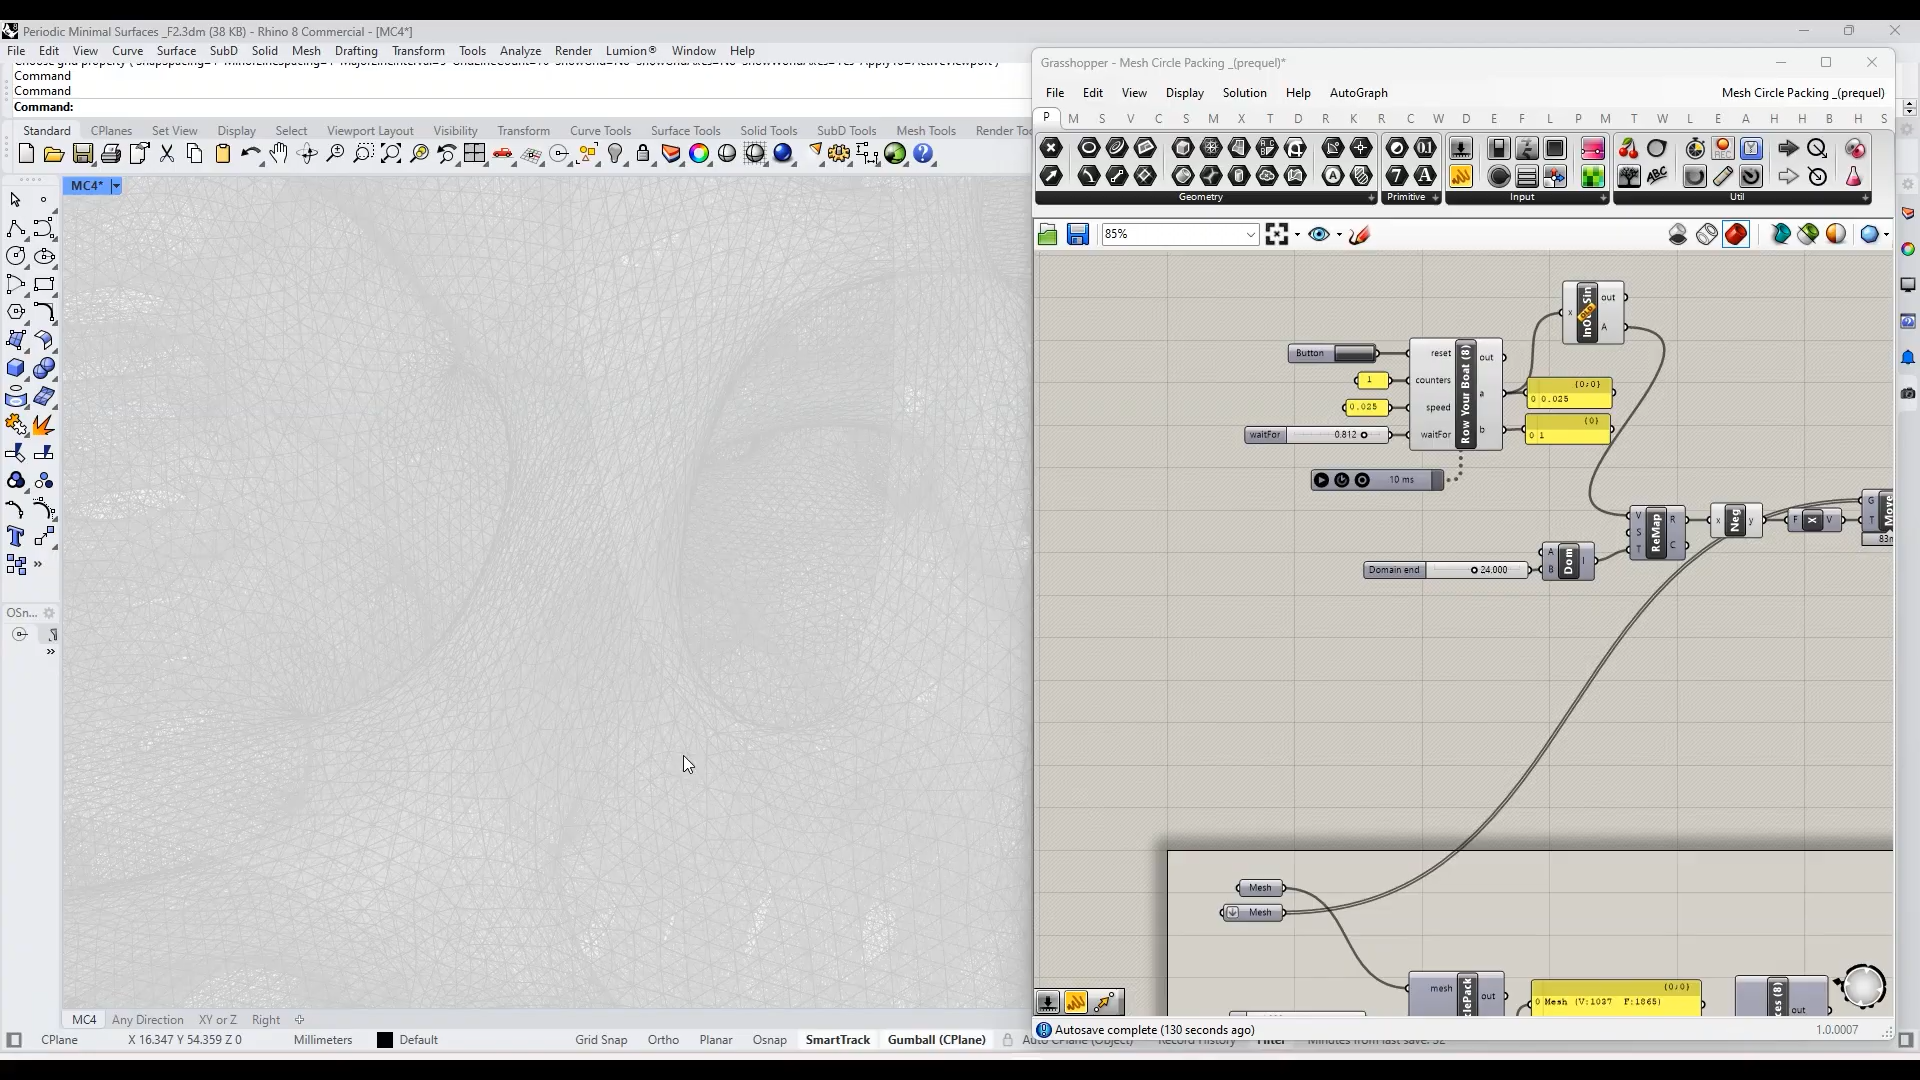 Periodic Minimal Surfaces _F2.3dm (38 KB) - Rhino 8 Commercial - [MC4*]
File Edit View Curve Surface SubD Solid Mesh Drafting Transform Tools Analyze Render Lumion® Window Help
Command
Command
Command:
Standard CPlanes Set View Display Select Viewport Layout Visibility Transform Curve Tools Surface Tools Solid Tools SubD Tools Mesh Tools Render
MC4*
OSn...
MC4 Any Direction XY or Z Right
CPlane X 16.347 Y 54.359 Z 0 Millimeters Default Grid Snap Ortho Planar Osnap SmartTrack Gumball (CPlane)
Grasshopper - Mesh Circle Packing _(prequel)*
File Edit View Display Solution Help AutoGraph Mesh Circle Packing _(prequel)
P M S V C S M X T D R K R C W D E F L P M T W L E A H H B H S
Geometry Primitive Input Util
85%
x out A
Button
1
0.025
waitFor 0.812
reset counters speed waitFor
Row Your Boat (8)
out a b
{0;0}
0 0.025
{0}
0 1
10 ms
V S T ReMap R C
x Neg y
F X V
G T Move
Domain end 24.000
A B Dom I
Mesh
Mesh
mesh out
{0;0}
0 Mesh (V:1027 F:1865)
out
Autosave complete (130 seconds ago)
1.0.0007